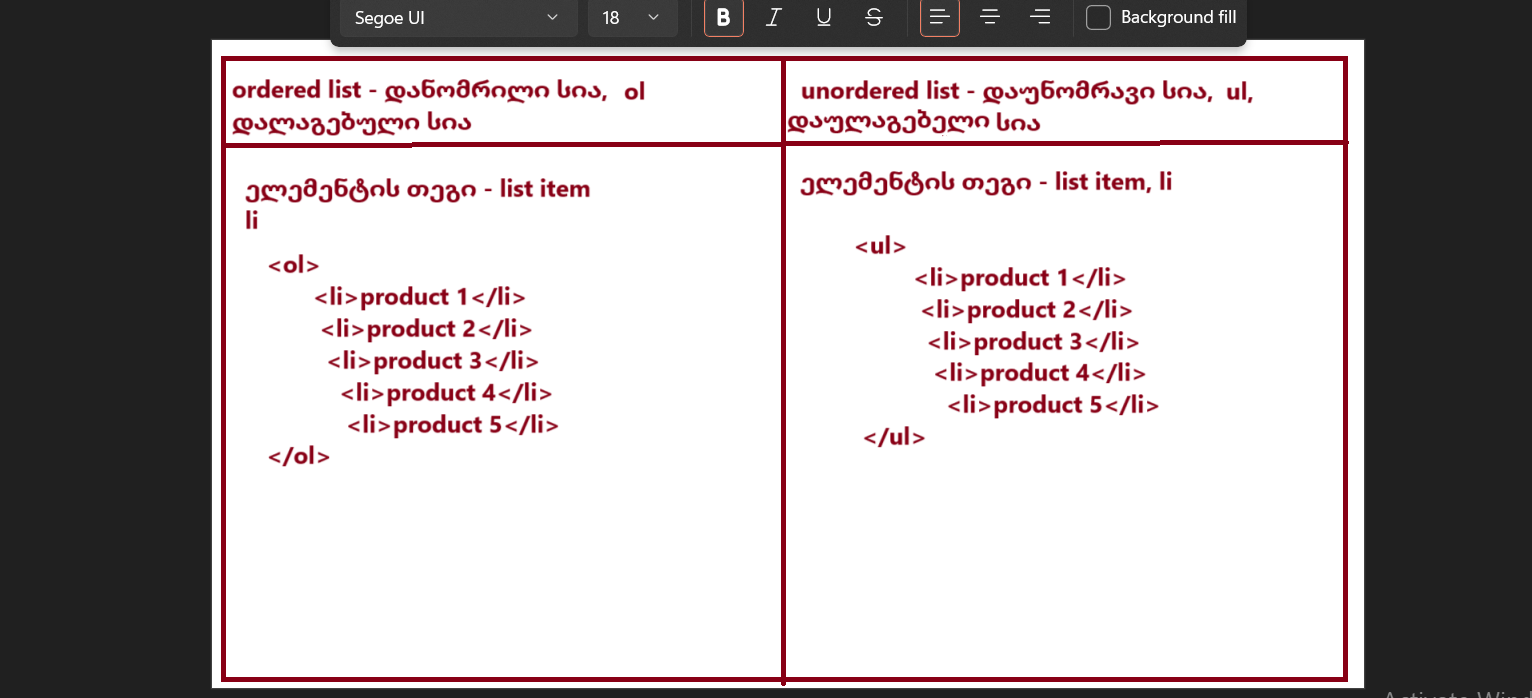 Segoe UI 18 B I U S Background fill
ordered list - დანომრილი სია, ol
დალაგებული სია
unordered list - დაუნომრავი სია, ul,
დაულაგებელი სია
ელემენტის თეგი - list item
li
<ol>
<li>product 1</li>
<li>product 2</li>
<li>product 3</li>
<li>product 4</li>
<li>product 5</li>
</ol>
ელემენტის თეგი - list item, li
<ul>
<li>product 1</li>
<li>product 2</li>
<li>product 3</li>
<li>product 4</li>
<li>product 5</li>
</ul>